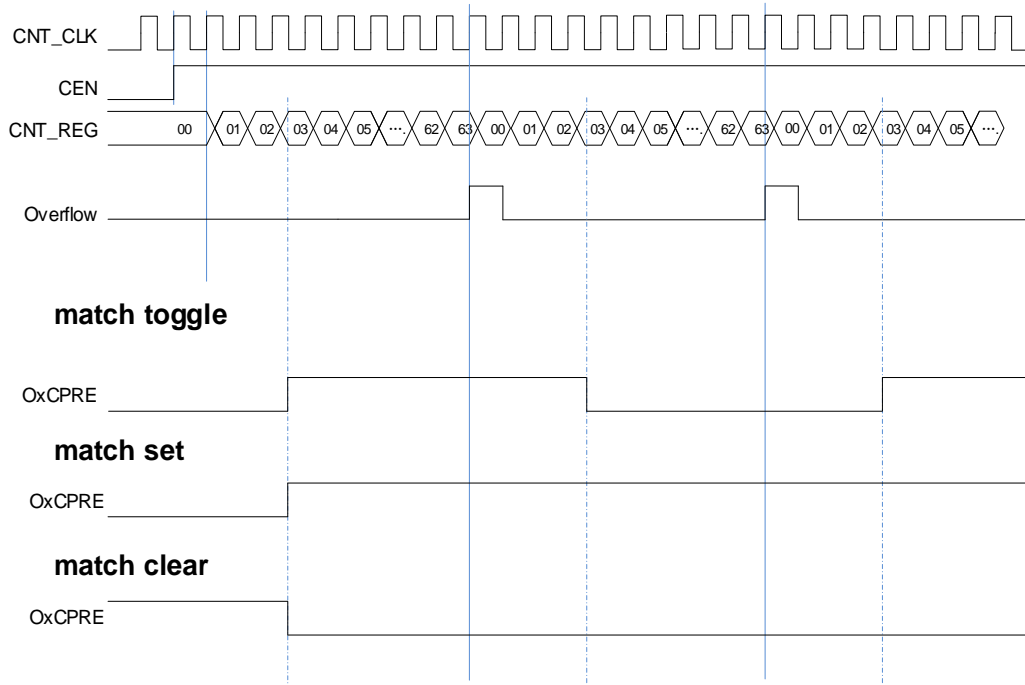 CNT_CLK
CEN
CNT_REG 00 01 02 03 04 05 ···. 62 63 00 01 02 03 04 05 ···. 62 63 00 01 02 03 04 05 ···.
Overflow
match toggle
OxCPRE
match set
OxCPRE
match clear
OxCPRE